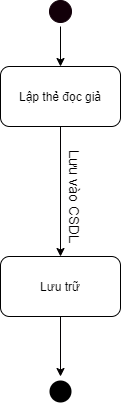 Lập thẻ đọc giả
Lưu vào CSDL
Lưu trữ